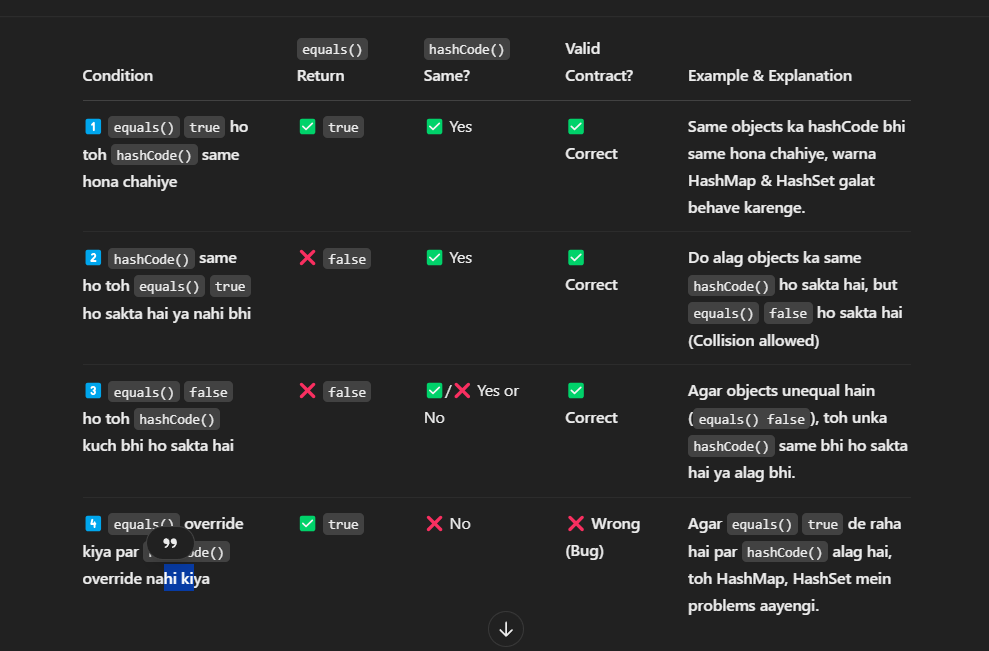 equals() hashCode() Valid
Condition Return Same? Contract? Example & Explanation
1 equals() true ho ✅ true ✅ Yes ✅ Same objects ka hashCode bhi
toh hashCode() same Correct same hona chahiye, warna
hona chahiye HashMap & HashSet galat
behave karenge.
2 hashCode() same ❌ false ✅ Yes ✅ Do alag objects ka same
ho toh equals() true Correct hashCode() ho sakta hai, but
ho sakta hai ya nahi bhi equals() false ho sakta hai
(Collision allowed)
3 equals() false ❌ false ✅/❌ Yes or ✅ Agar objects unequal hain
ho toh hashCode() No Correct (equals() false), toh unka
kuch bhi ho sakta hai hashCode() same bhi ho sakta
hai ya alag bhi.
4 equals() override ✅ true ❌ No ❌ Wrong Agar equals() true de raha
kiya par (Bug) hai par hashCode() alag hai,
override nahi kiya toh HashMap, HashSet mein
problems aayengi.